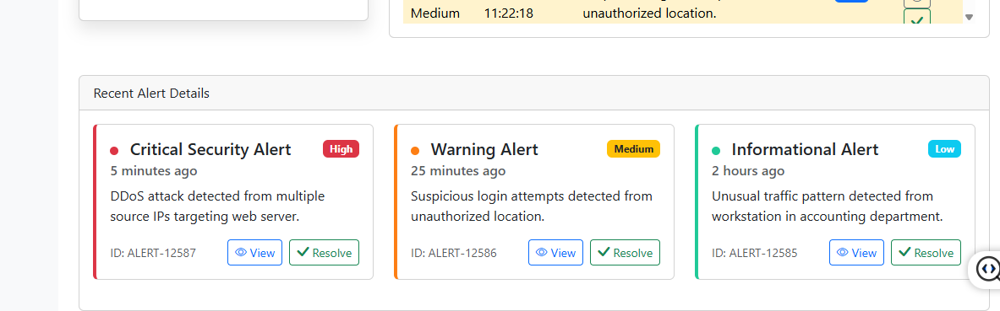 Medium 11:22:18 unauthorized location.
Recent Alert Details
Critical Security Alert High
5 minutes ago
DDoS attack detected from multiple
source IPs targeting web server.
ID: ALERT-12587 View Resolve
Warning Alert Medium
25 minutes ago
Suspicious login attempts detected from
unauthorized location.
ID: ALERT-12586 View Resolve
Informational Alert Low
2 hours ago
Unusual traffic pattern detected from
workstation in accounting department.
ID: ALERT-12585 View Resolve